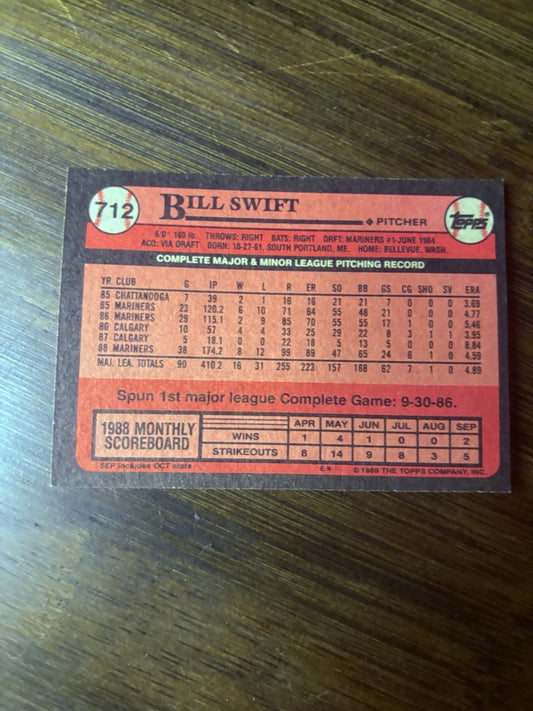 712
BILL SWIFT
PITCHER
TOPPS
6'0" 180 lb. THROWS: RIGHT BATS: RIGHT DRFT: MARINERS #1-JUNE 1984
ACQ: VIA DRAFT BORN: 10-27-61, SOUTH PORTLAND, ME. HOME: BELLEVUE, WASH.
COMPLETE MAJOR & MINOR LEAGUE PITCHING RECORD
YR CLUB G IP W L R ER SO BB GS CG SHO SV ERA
85 CHATTANOOGA 7 39 2 1 16 16 21 21 7 0 0 0 3.69
85 MARINERS 23 120.2 6 10 71 64 55 48 21 0 0 0 4.77
86 MARINERS 29 115.1 2 9 85 70 55 55 17 1 0 0 5.46
86 CALGARY 10 57 4 4 33 25 29 22 8 3 1 1 3.95
87 CALGARY 5 18.1 0 0 22 18 5 13 5 0 0 0 8.84
88 MARINERS 38 174.2 8 12 99 89 47 65 24 6 1 0 4.59
MAJ. LEA. TOTALS 90 410.2 16 31 255 223 157 168 62 7 1 0 4.89
Spun 1st major league Complete Game: 9-30-86.
1988 MONTHLY SCOREBOARD
APR MAY JUN JUL AUG SEP
WINS 1 4 1 0 0 2
STRIKEOUTS 8 14 9 8 3 5
SEP includes OCT stats
E*
©1989 THE TOPPS COMPANY, INC.